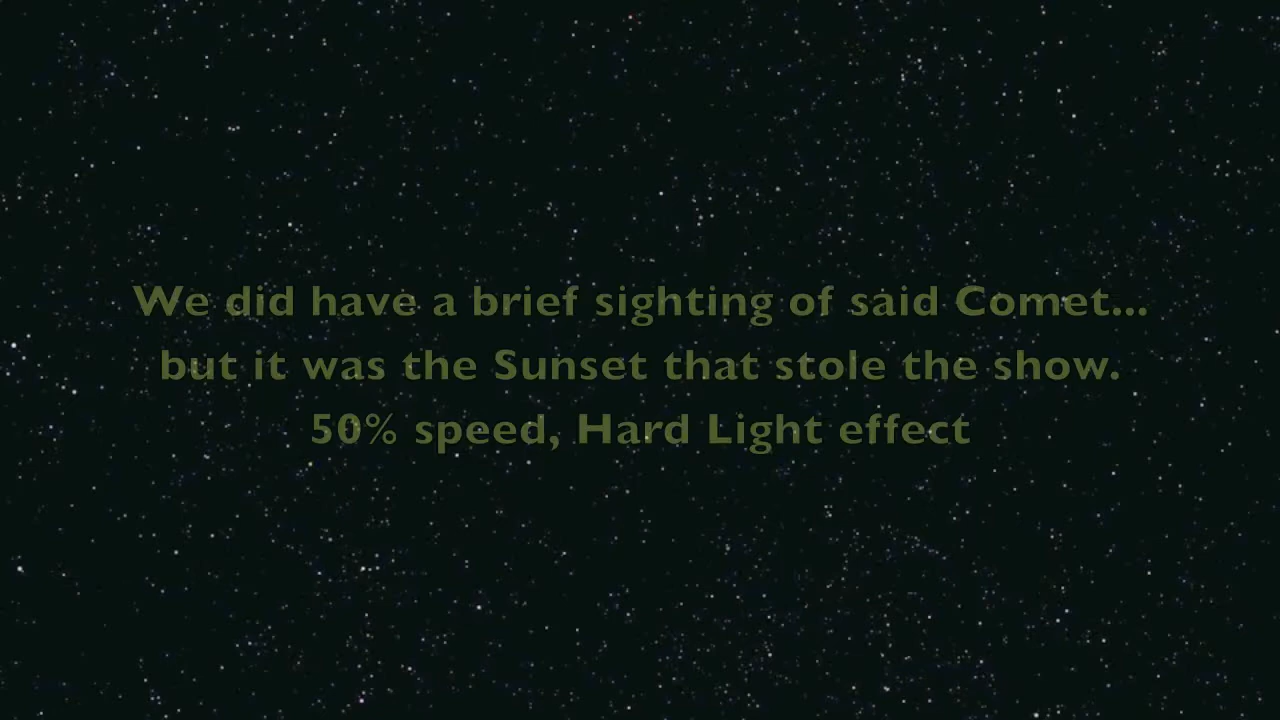 We did have a brief sighting of said Comet...
but it was the Sunset that stole the show.
50% speed, Hard Light effect